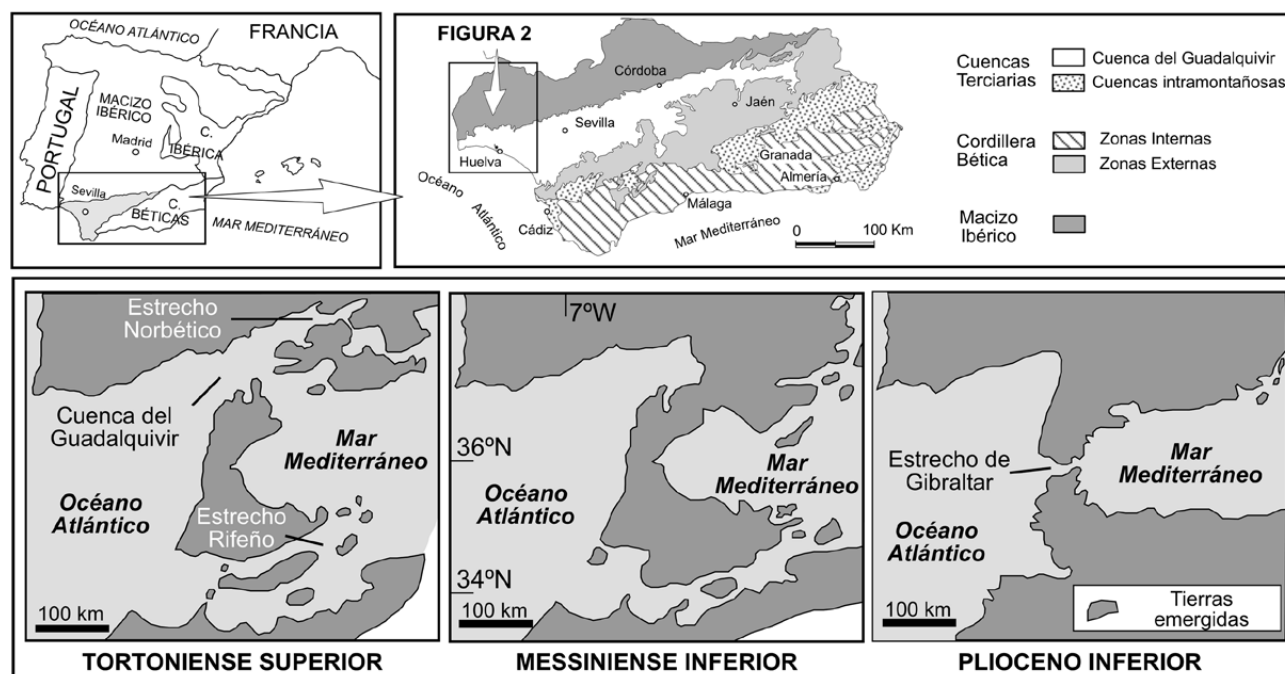 OCÉANO ATLÁNTICO
FRANCIA
PORTUGAL
MACIZO
IBÉRICO
Madrid
C.
IBÉRICA
Sevilla
C.
BÉTICAS
MAR MEDITERRÁNEO
FIGURA 2
Córdoba
Jaén
Sevilla
Huelva
Granada
Almería
Málaga
Cádiz
Océano
Atlántico
Mar Mediterráneo
0 100 Km
Cuencas
Terciarias
Cuenca del Guadalquivir
Cuencas intramontañosas
Cordillera
Bética
Zonas Internas
Zonas Externas
Macizo
Ibérico
Estrecho
Norbético
Cuenca del
Guadalquivir
Mar
Mediterráneo
Océano
Atlántico
Estrecho
Rifeño
100 km
TORTONIENSE SUPERIOR
7ºW
36ºN
Mar
Mediterráneo
Océano
Atlántico
34ºN
100 km
MESSINIENSE INFERIOR
Estrecho de
Gibraltar
Mar
Mediterráneo
Océano
Atlántico
100 km
Tierras
emergidas
PLIOCENO INFERIOR